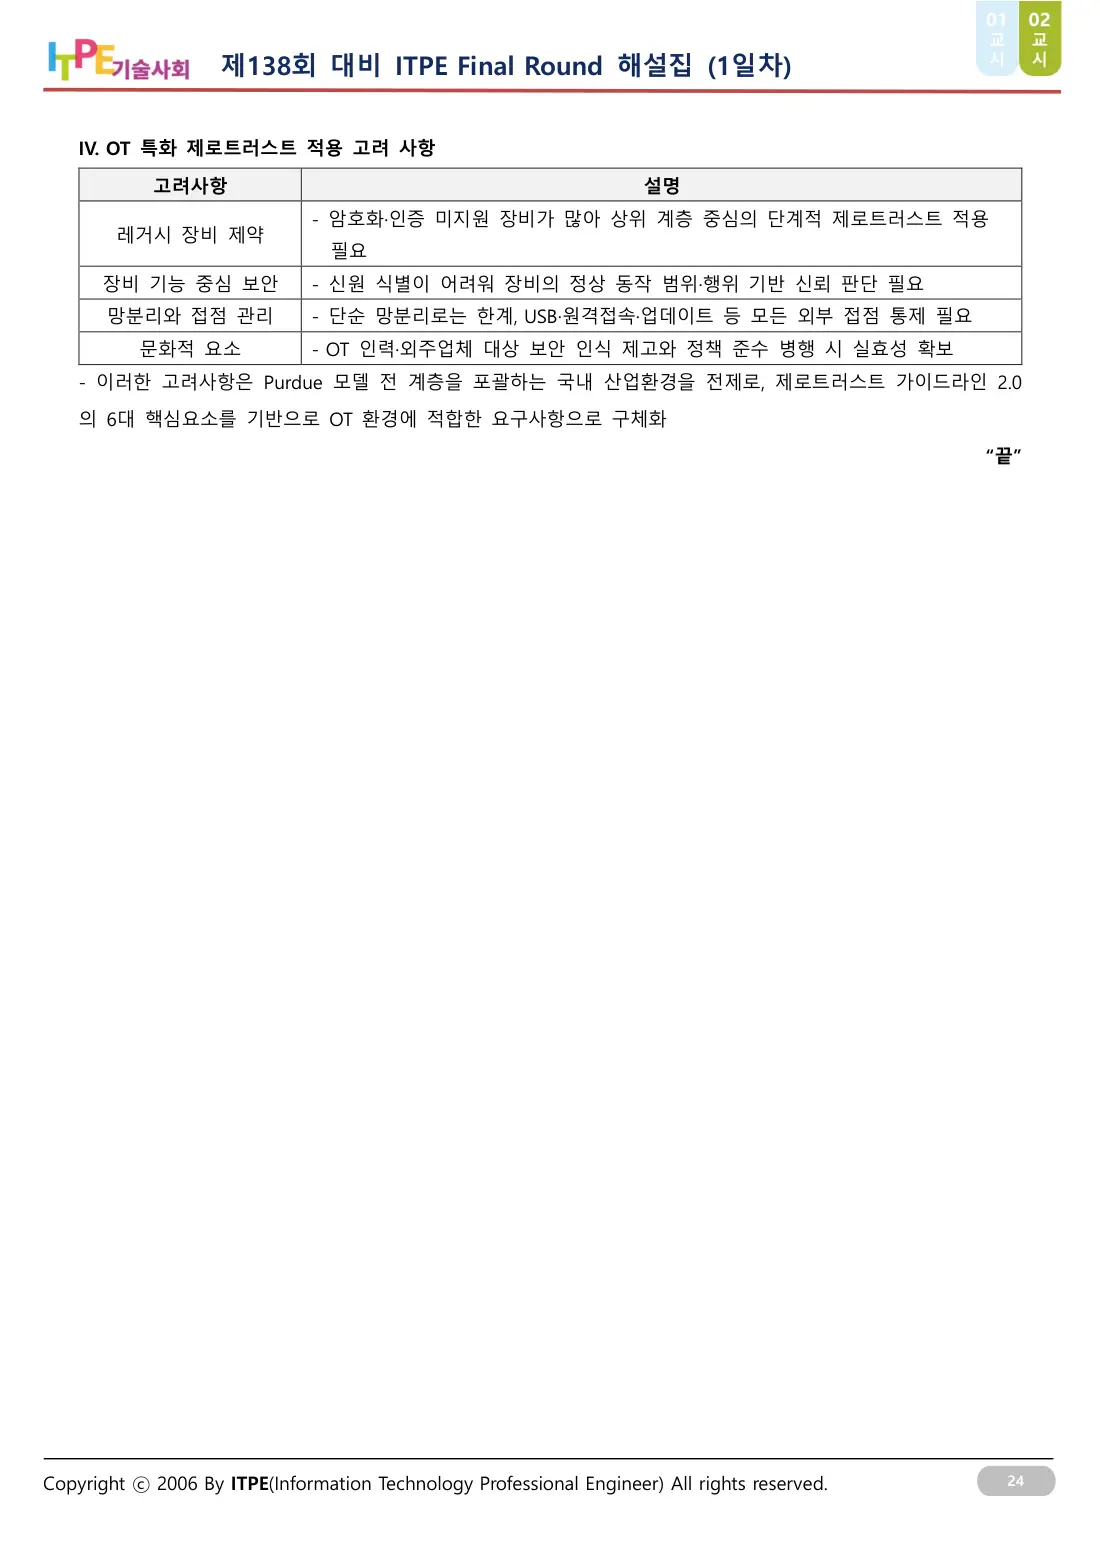 01
교
시
02
교
시
ITPE기술사회 제138회 대비 ITPE Final Round 해설집 (1일차)
IV. OT 특화 제로트러스트 적용 고려 사항
고려사항 설명
레거시 장비 제약
- 암호화·인증 미지원 장비가 많아 상위 계층 중심의 단계적 제로트러스트 적용
필요
장비 기능 중심 보안 - 신원 식별이 어려워 장비의 정상 동작 범위·행위 기반 신뢰 판단 필요
망분리와 접점 관리 - 단순 망분리로는 한계, USB·원격접속·업데이트 등 모든 외부 접점 통제 필요
문화적 요소 - OT 인력·외주업체 대상 보안 인식 제고와 정책 준수 병행 시 실효성 확보
- 이러한 고려사항은 Purdue 모델 전 계층을 포괄하는 국내 산업환경을 전제로, 제로트러스트 가이드라인 2.0
의 6대 핵심요소를 기반으로 OT 환경에 적합한 요구사항으로 구체화
“끝”
Copyright ⓒ 2006 By ITPE(Information Technology Professional Engineer) All rights reserved.
24